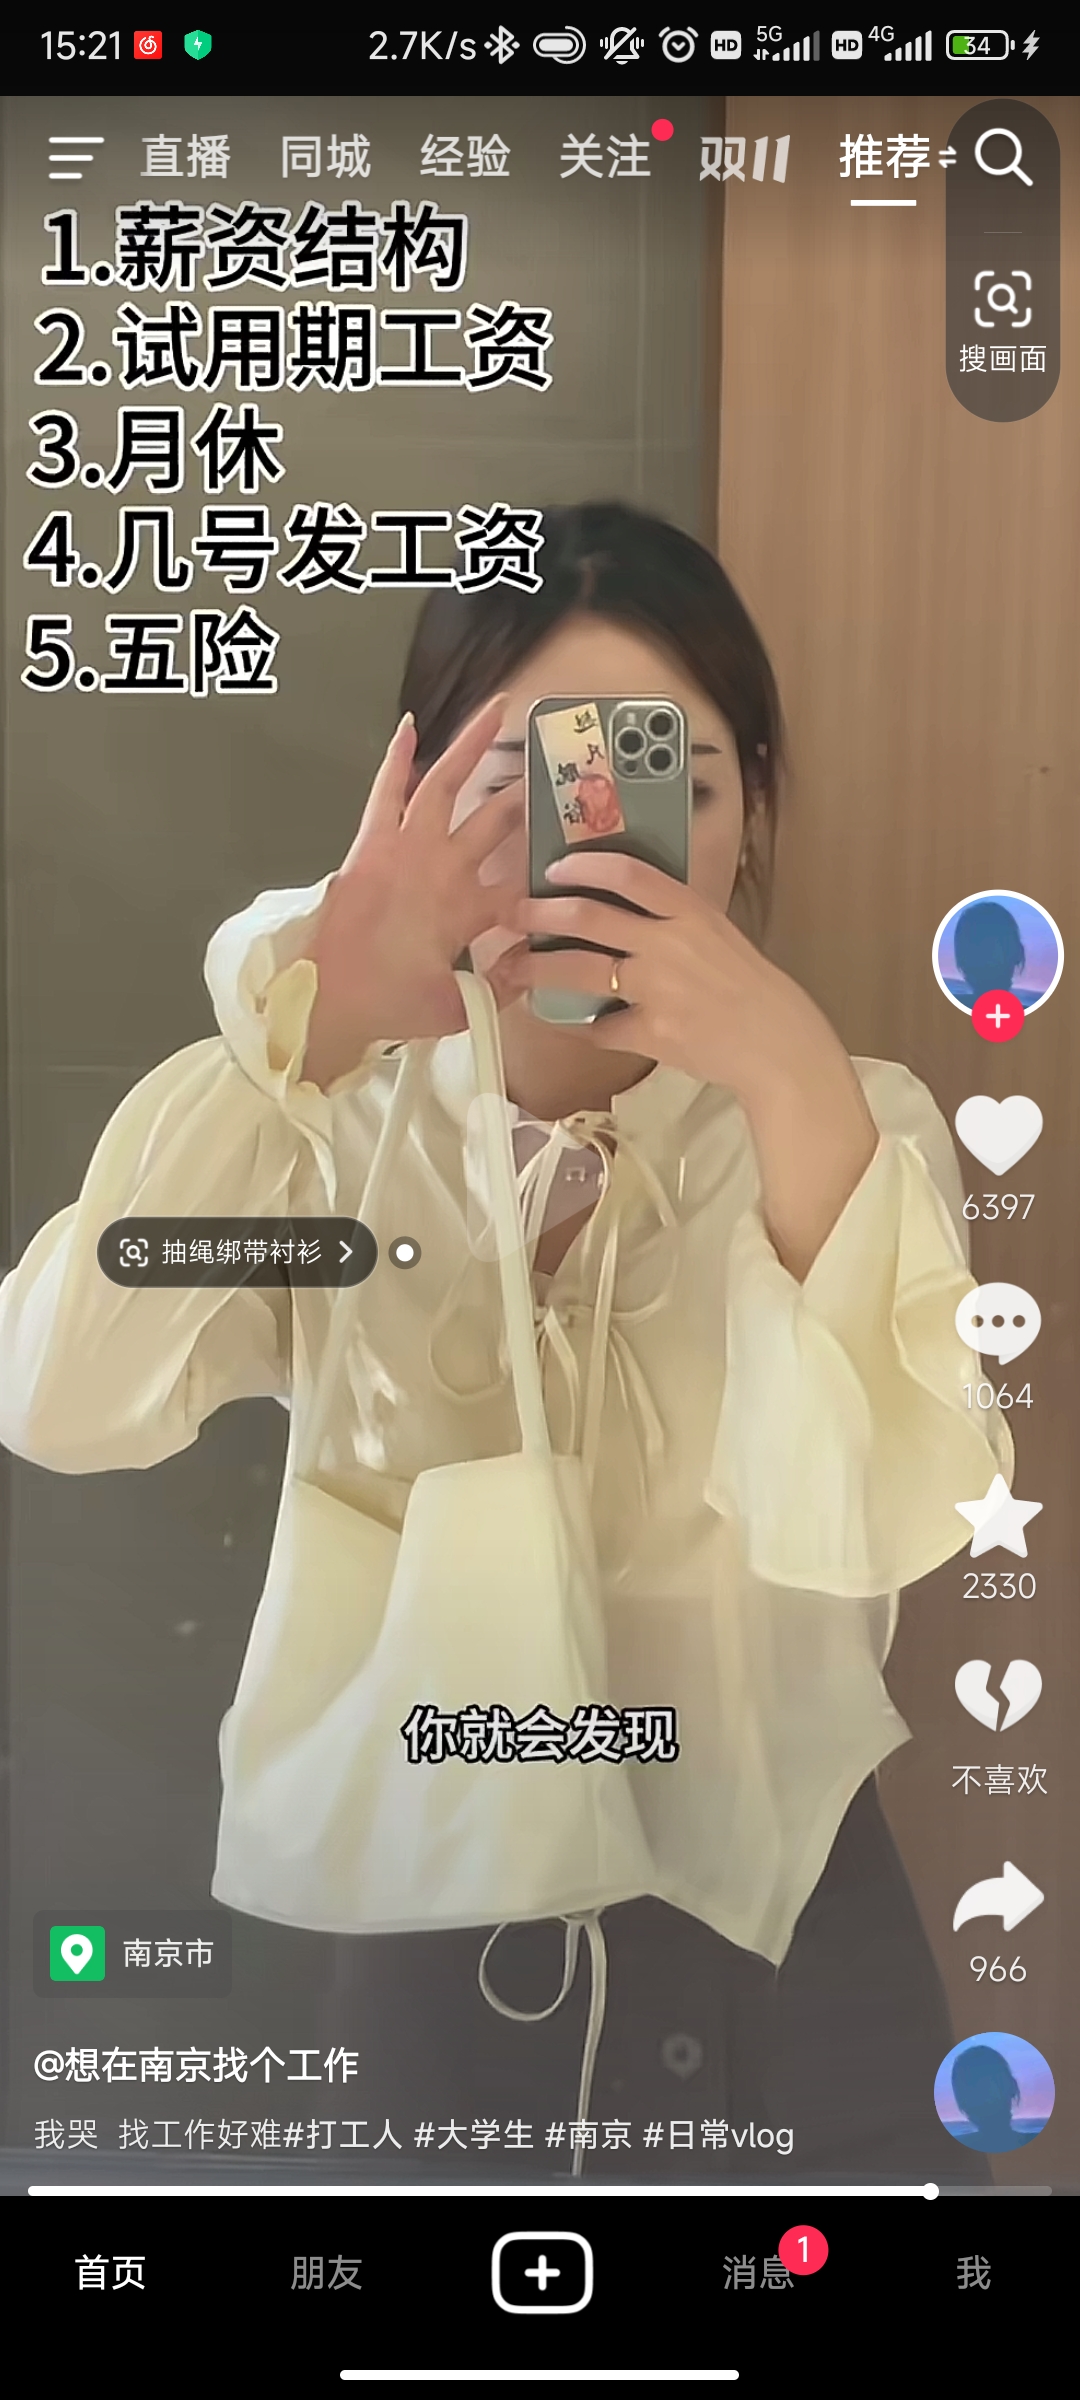 15:21
2.7K/s
HD
5G
HD
4G
34
直播 同城 经验 关注 双11 推荐
搜画面
1.薪资结构
2.试用期工资
3.月休
4.几号发工资
5.五险
6397
抽绳绑带衬衫
1064
2330
你就会发现
不喜欢
南京市
966
@想在南京找个工作
我哭 找工作好难#打工人 #大学生 #南京 #日常vlog
首页 朋友 消息 1 我